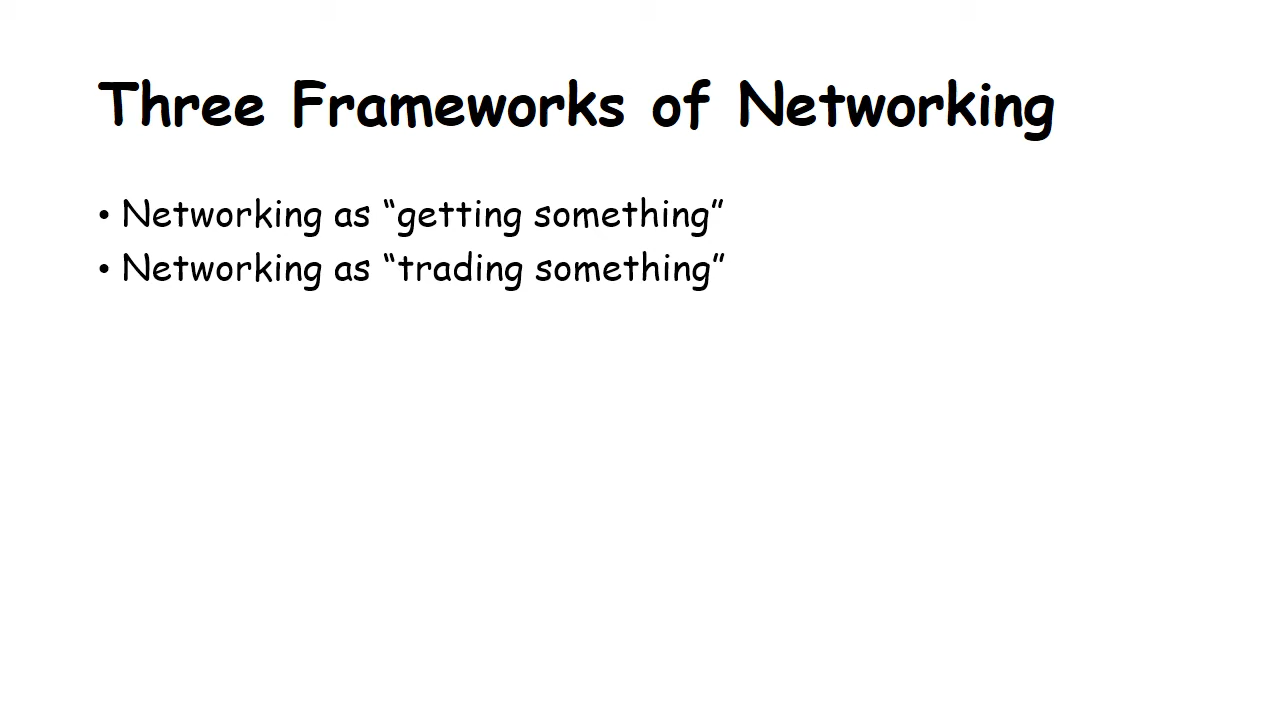 Three Frameworks of Networking
• Networking as “getting something”
• Networking as “trading something”